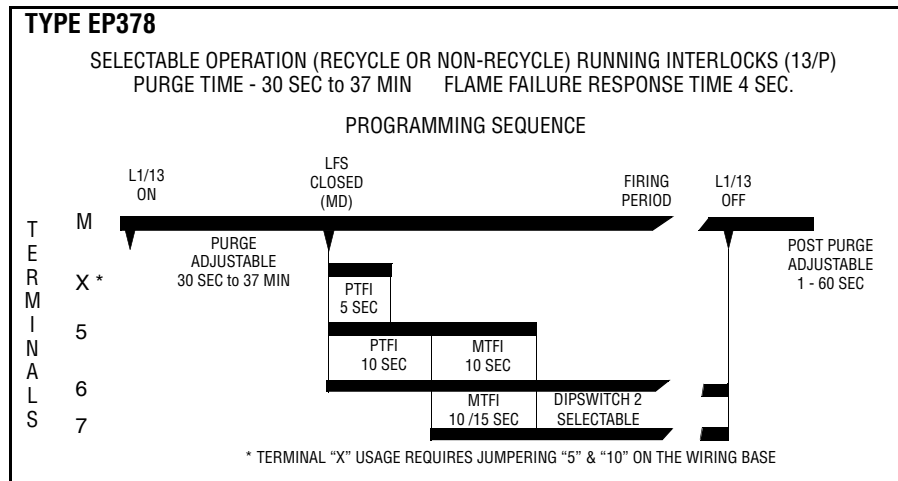 TYPE EP378
SELECTABLE OPERATION (RECYCLE OR NON-RECYCLE) RUNNING INTERLOCKS (13/P)
PURGE TIME - 30 SEC to 37 MIN FLAME FAILURE RESPONSE TIME 4 SEC.
PROGRAMMING SEQUENCE
L1/13
ON
LFS
CLOSED
(MD)
FIRING
PERIOD
L1/13
OFF
TERMINALS
M
PURGE
ADJUSTABLE
30 SEC to 37 MIN
POST PURGE
ADJUSTABLE
1 - 60 SEC
X *
PTFI
5 SEC
5
PTFI
10 SEC
MTFI
10 SEC
6
MTFI
10 /15 SEC
DIPSWITCH 2
SELECTABLE
7
* TERMINAL “X” USAGE REQUIRES JUMPERING “5” & “10” ON THE WIRING BASE